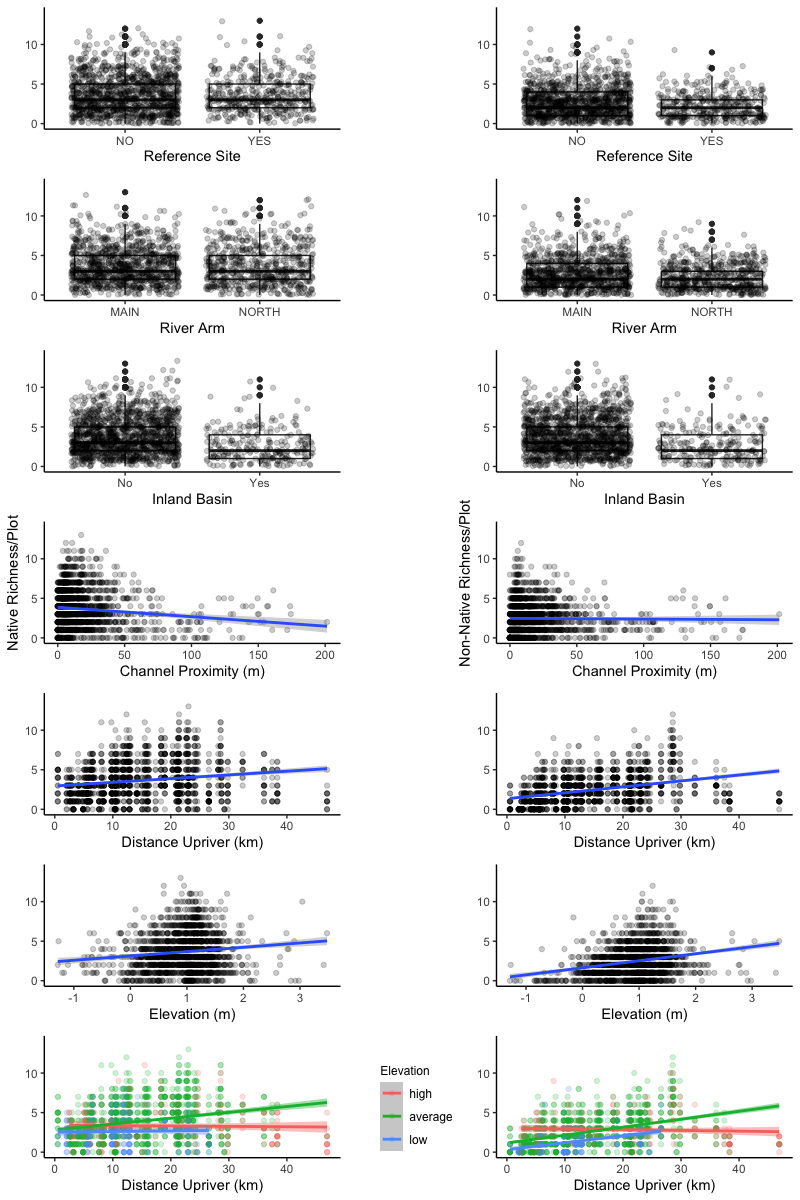 10
5
0
NO YES
Reference Site
10
5
0
NO YES
Reference Site
10
5
0
MAIN NORTH
River Arm
10
5
0
MAIN NORTH
River Arm
10
5
0
No Yes
Inland Basin
10
5
0
No Yes
Inland Basin
Native Richness/Plot
10
5
0
0 50 100 150 200
Channel Proximity (m)
Non-Native Richness/Plot
10
5
0
0 50 100 150 200
Channel Proximity (m)
10
5
0
0 10 20 30 40
Distance Upriver (km)
10
5
0
0 10 20 30 40
Distance Upriver (km)
10
5
0
-1 0 1 2 3
Elevation (m)
10
5
0
-1 0 1 2 3
Elevation (m)
10
5
0
0 10 20 30 40
Distance Upriver (km)
Elevation
high
average
low
10
5
0
0 10 20 30 40
Distance Upriver (km)